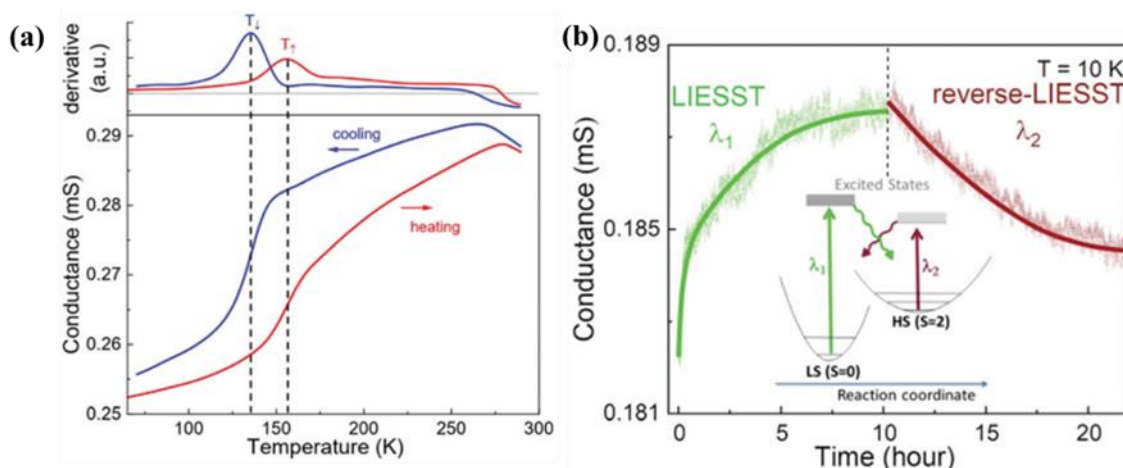 (a)
T↓
T↑
derivative
(a.u.)
cooling
heating
Conductance (mS)
0.29
0.28
0.27
0.26
0.25
100
150
200
250
300
Temperature (K)
(b)
0.189
T = 10 K
LIESST
λ1
reverse-LIESST
λ2
Conductance (mS)
0.185
0.181
Excited States
λ1
λ2
HS (S=2)
LS (S=0)
Reaction coordinate
0
5
10
15
20
Time (hour)